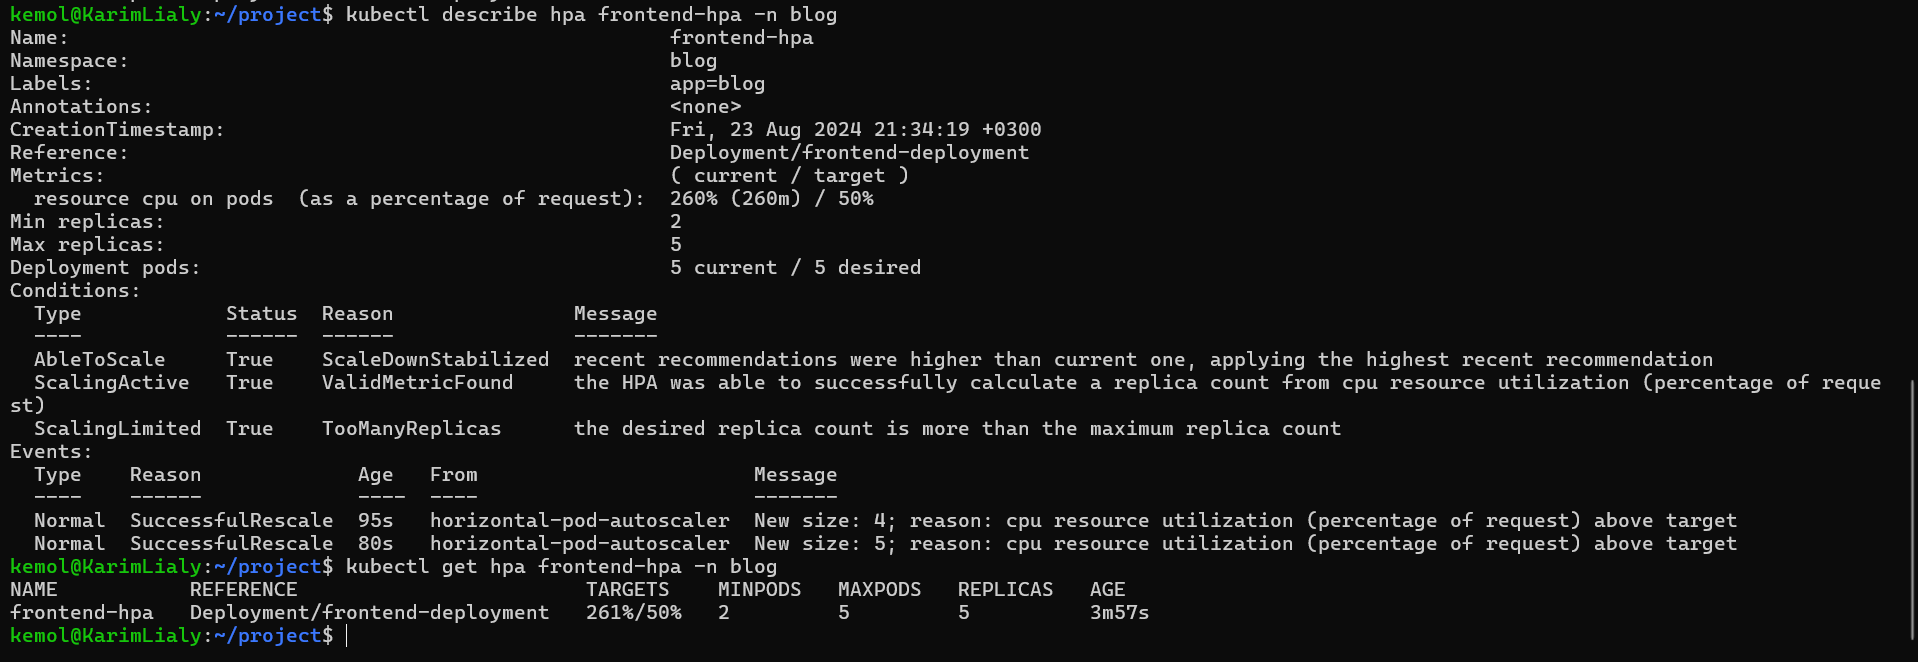 kemol@KarimLialy:~/project$ kubectl describe hpa frontend-hpa -n blog
Name:                                                  frontend-hpa
Namespace:                                             blog
Labels:                                                app=blog
Annotations:                                           <none>
CreationTimestamp:                                     Fri, 23 Aug 2024 21:34:19 +0300
Reference:                                             Deployment/frontend-deployment
Metrics:                                               ( current / target )
  resource cpu on pods  (as a percentage of request):  260% (260m) / 50%
Min replicas:                                          2
Max replicas:                                          5
Deployment pods:                                       5 current / 5 desired
Conditions:
  Type            Status  Reason               Message
  ----            ------  ------               -------
  AbleToScale     True    ScaleDownStabilized  recent recommendations were higher than current one, applying the highest recent recommendation
  ScalingActive   True    ValidMetricFound     the HPA was able to successfully calculate a replica count from cpu resource utilization (percentage of reque
st)
  ScalingLimited  True    TooManyReplicas      the desired replica count is more than the maximum replica count
Events:
  Type    Reason             Age   From                       Message
  ----    ------             ----  ----                       -------
  Normal  SuccessfulRescale  95s   horizontal-pod-autoscaler  New size: 4; reason: cpu resource utilization (percentage of request) above target
  Normal  SuccessfulRescale  80s   horizontal-pod-autoscaler  New size: 5; reason: cpu resource utilization (percentage of request) above target
kemol@KarimLialy:~/project$ kubectl get hpa frontend-hpa -n blog
NAME           REFERENCE                        TARGETS    MINPODS   MAXPODS   REPLICAS   AGE
frontend-hpa   Deployment/frontend-deployment   261%/50%   2         5         5          3m57s
kemol@KarimLialy:~/project$